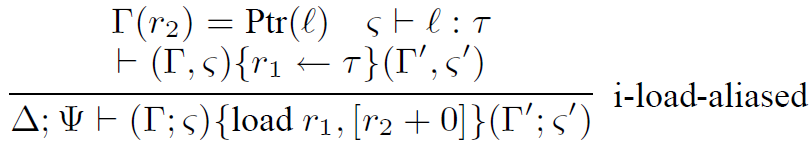 Γ(r₂) = Ptr(ℓ) ς ⊢ ℓ : τ
⊢ (Γ, ς){r₁ ← τ}(Γ′, ς′)
Δ; Ψ ⊢ (Γ; ς){load r₁, [r₂ + 0]}(Γ′; ς′) i-load-aliased